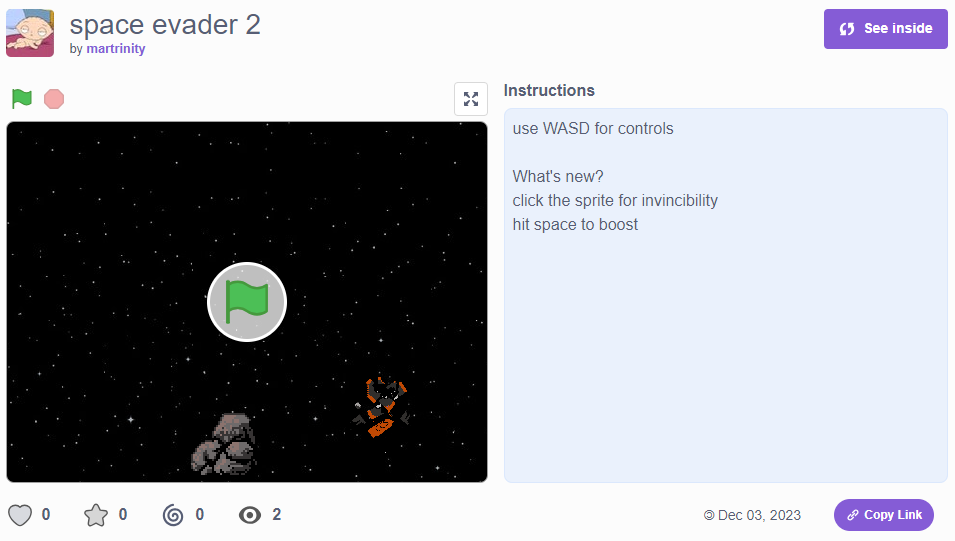 space evader 2
by martrinity
See inside
Instructions
use WASD for controls
What's new?
click the sprite for invincibility
hit space to boost
0
0
0
2
© Dec 03, 2023
Copy Link